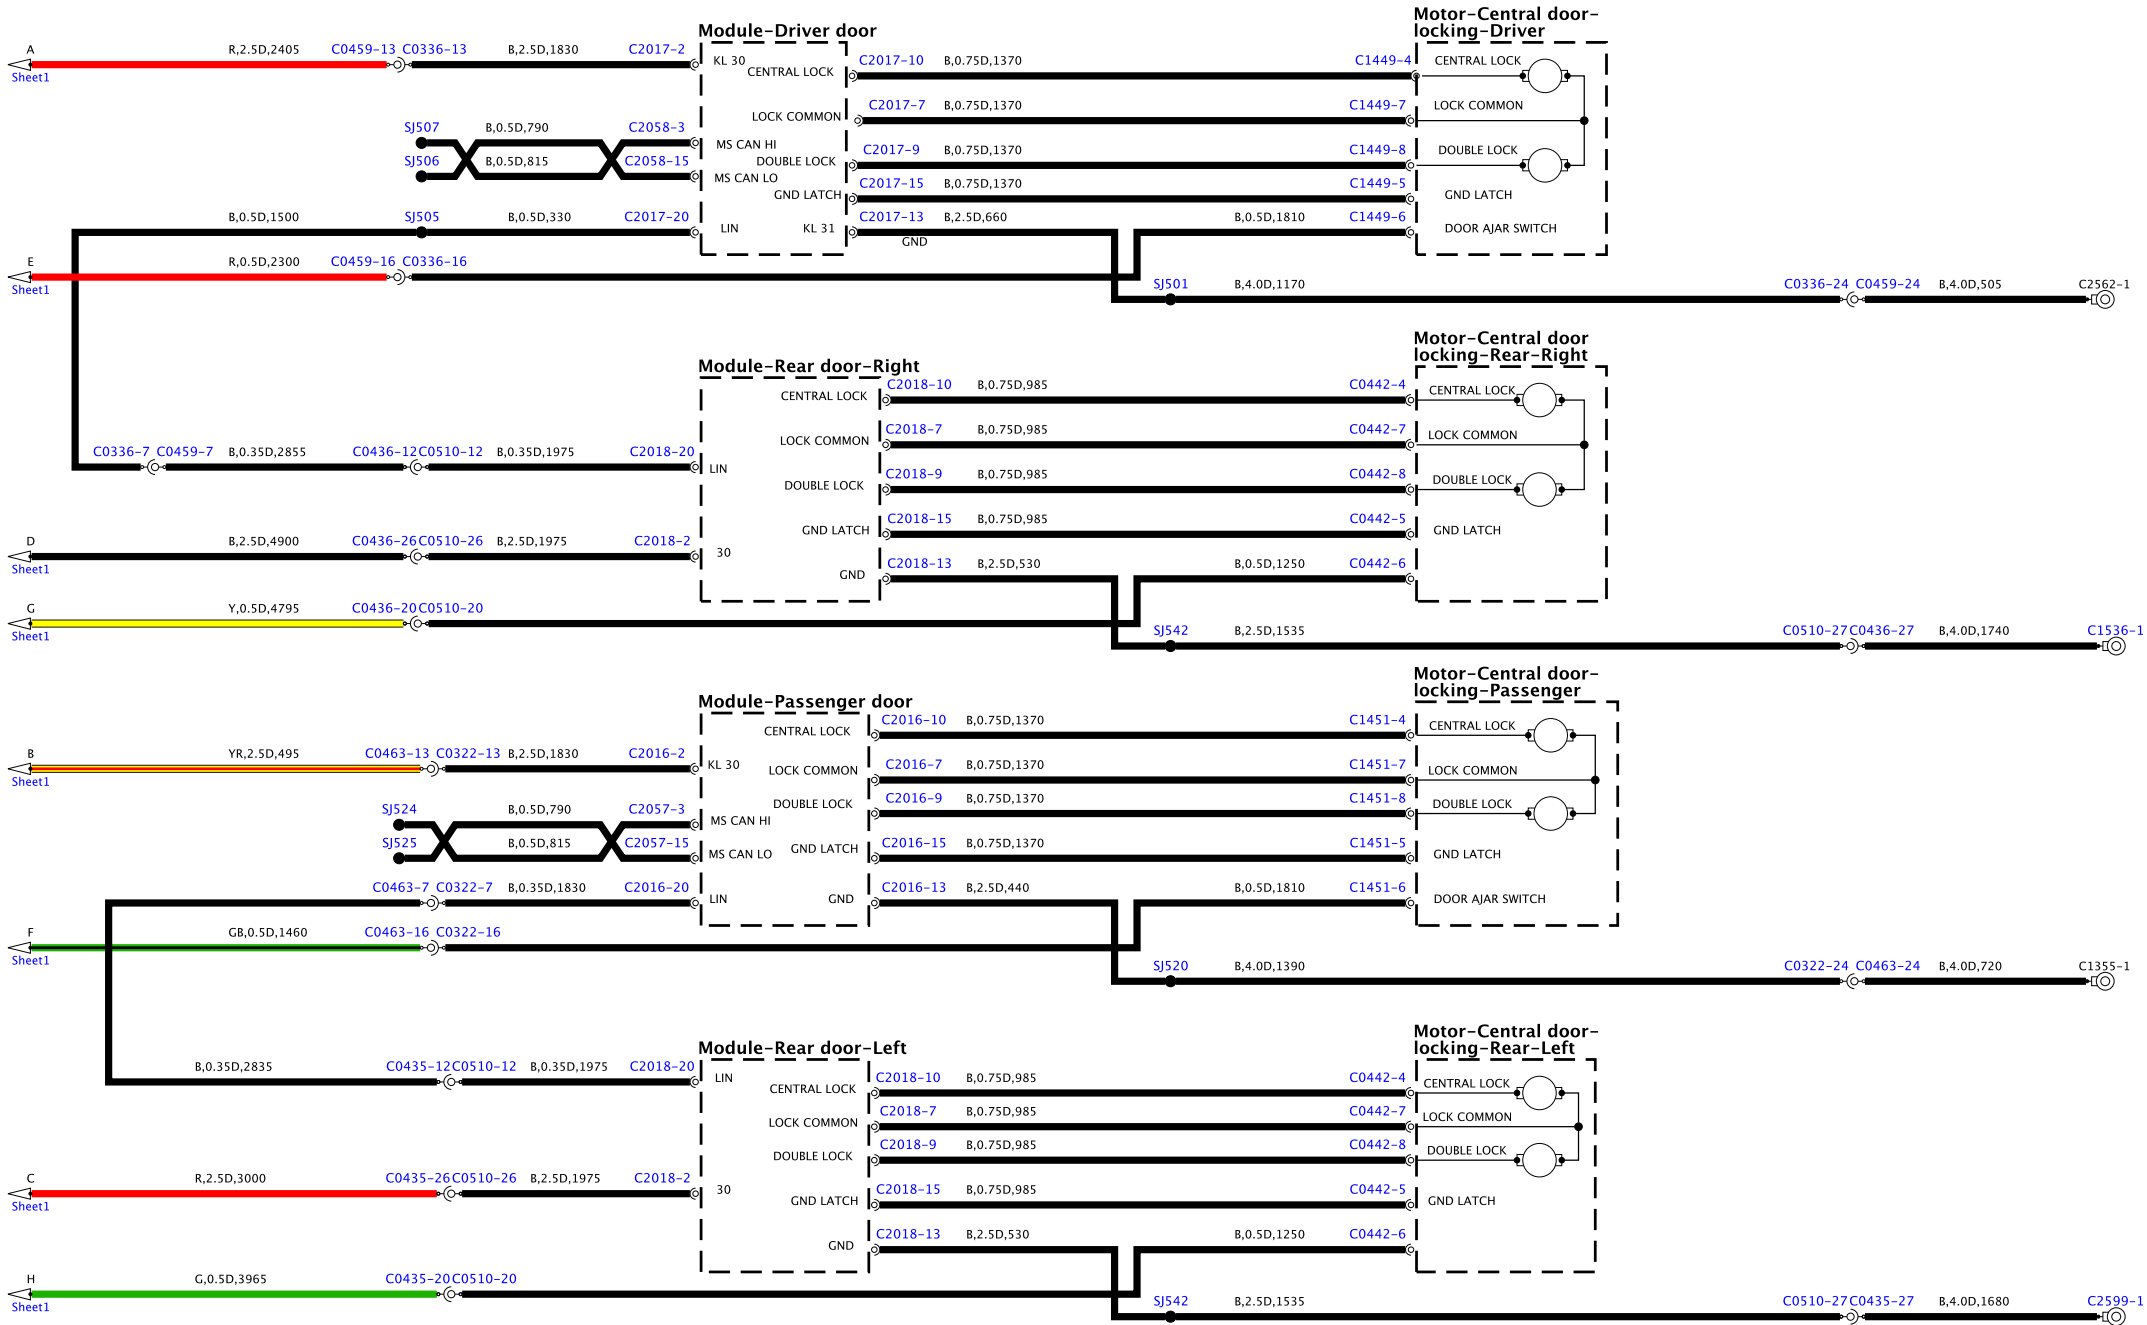 Module-Driver door
Motor-Central door-
locking-Driver
A
R,2.5D,2405
C0459-13 C0336-13
B,2.5D,1830
C2017-2
KL 30
CENTRAL LOCK
C2017-10
B,0.75D,1370
C1449-4
CENTRAL LOCK
Sheet1
LOCK COMMON
C2017-7
B,0.75D,1370
C1449-7
LOCK COMMON
SJ507
B,0.5D,790
C2058-3
MS CAN HI
DOUBLE LOCK
C2017-9
B,0.75D,1370
C1449-8
DOUBLE LOCK
SJ506
B,0.5D,815
C2058-15
MS CAN LO
GND LATCH
C2017-15
B,0.75D,1370
C1449-5
GND LATCH
B,0.5D,1500
SJ505
B,0.5D,330
C2017-20
LIN
KL 31
C2017-13
B,2.5D,660
GND
B,0.5D,1810
C1449-6
DOOR AJAR SWITCH
E
R,0.5D,2300
C0459-16 C0336-16
Sheet1
SJ501
B,4.0D,1170
C0336-24 C0459-24
B,4.0D,505
C2562-1
Module-Rear door-Right
Motor-Central door
locking-Rear-Right
CENTRAL LOCK
C2018-10
B,0.75D,985
C0442-4
CENTRAL LOCK
LOCK COMMON
C2018-7
B,0.75D,985
C0442-7
LOCK COMMON
C0336-7 C0459-7
B,0.35D,2855
C0436-12 C0510-12
B,0.35D,1975
C2018-20
LIN
DOUBLE LOCK
C2018-9
B,0.75D,985
C0442-8
DOUBLE LOCK
GND LATCH
C2018-15
B,0.75D,985
C0442-5
GND LATCH
D
B,2.5D,4900
C0436-26 C0510-26
B,2.5D,1975
C2018-2
30
Sheet1
GND
C2018-13
B,2.5D,530
B,0.5D,1250
C0442-6
G
Y,0.5D,4795
C0436-20 C0510-20
Sheet1
SJ542
B,2.5D,1535
C0510-27 C0436-27
B,4.0D,1740
C1536-1
Module-Passenger door
Motor-Central door-
locking-Passenger
CENTRAL LOCK
C2016-10
B,0.75D,1370
C1451-4
CENTRAL LOCK
B
YR,2.5D,495
C0463-13 C0322-13
B,2.5D,1830
C2016-2
KL 30
LOCK COMMON
C2016-7
B,0.75D,1370
C1451-7
LOCK COMMON
Sheet1
SJ524
B,0.5D,790
C2057-3
MS CAN HI
DOUBLE LOCK
C2016-9
B,0.75D,1370
C1451-8
DOUBLE LOCK
SJ525
B,0.5D,815
C2057-15
MS CAN LO
GND LATCH
C2016-15
B,0.75D,1370
C1451-5
GND LATCH
C0463-7 C0322-7
B,0.35D,1830
C2016-20
LIN
GND
C2016-13
B,2.5D,440
B,0.5D,1810
C1451-6
DOOR AJAR SWITCH
F
GB,0.5D,1460
C0463-16 C0322-16
Sheet1
SJ520
B,4.0D,1390
C0322-24 C0463-24
B,4.0D,720
C1355-1
Module-Rear door-Left
Motor-Central door-
locking-Rear-Left
B,0.35D,2835
C0435-12 C0510-12
B,0.35D,1975
C2018-20
LIN
CENTRAL LOCK
C2018-10
B,0.75D,985
C0442-4
CENTRAL LOCK
LOCK COMMON
C2018-7
B,0.75D,985
C0442-7
LOCK COMMON
DOUBLE LOCK
C2018-9
B,0.75D,985
C0442-8
DOUBLE LOCK
C
R,2.5D,3000
C0435-26 C0510-26
B,2.5D,1975
C2018-2
30
GND LATCH
C2018-15
B,0.75D,985
C0442-5
GND LATCH
Sheet1
GND
C2018-13
B,2.5D,530
B,0.5D,1250
C0442-6
H
G,0.5D,3965
C0435-20 C0510-20
Sheet1
SJ542
B,2.5D,1535
C0510-27 C0435-27
B,4.0D,1680
C2599-1